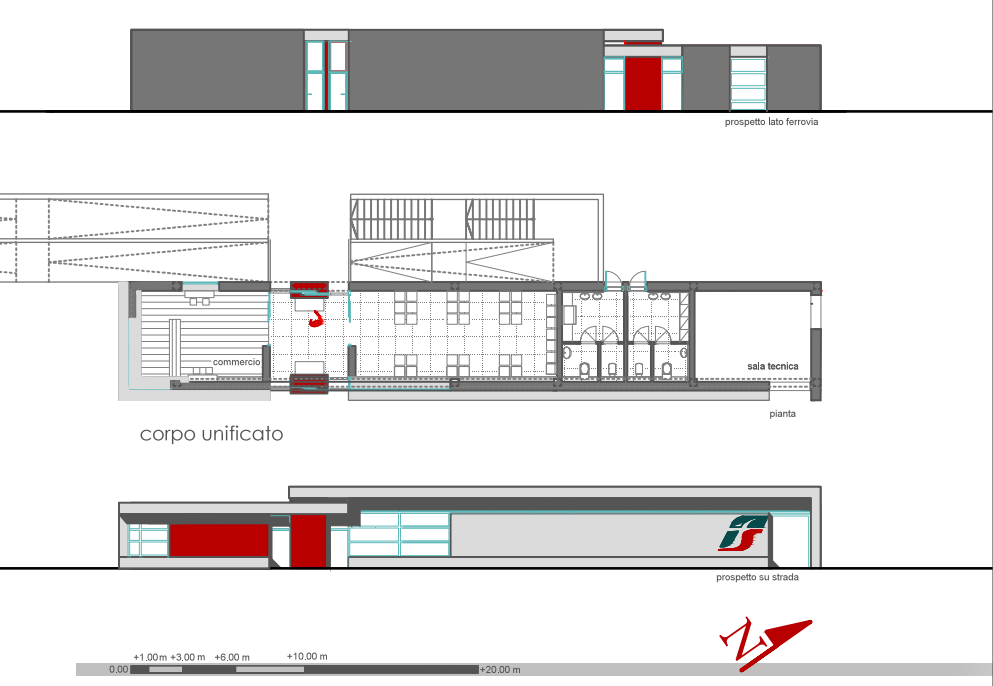 prospetto lato ferrovia
commercio
sala tecnica
pianta
corpo unificato
prospetto su strada
N
+1.00m +3,00 m +6.00 m +10.00 m
0.00 +20.00 m